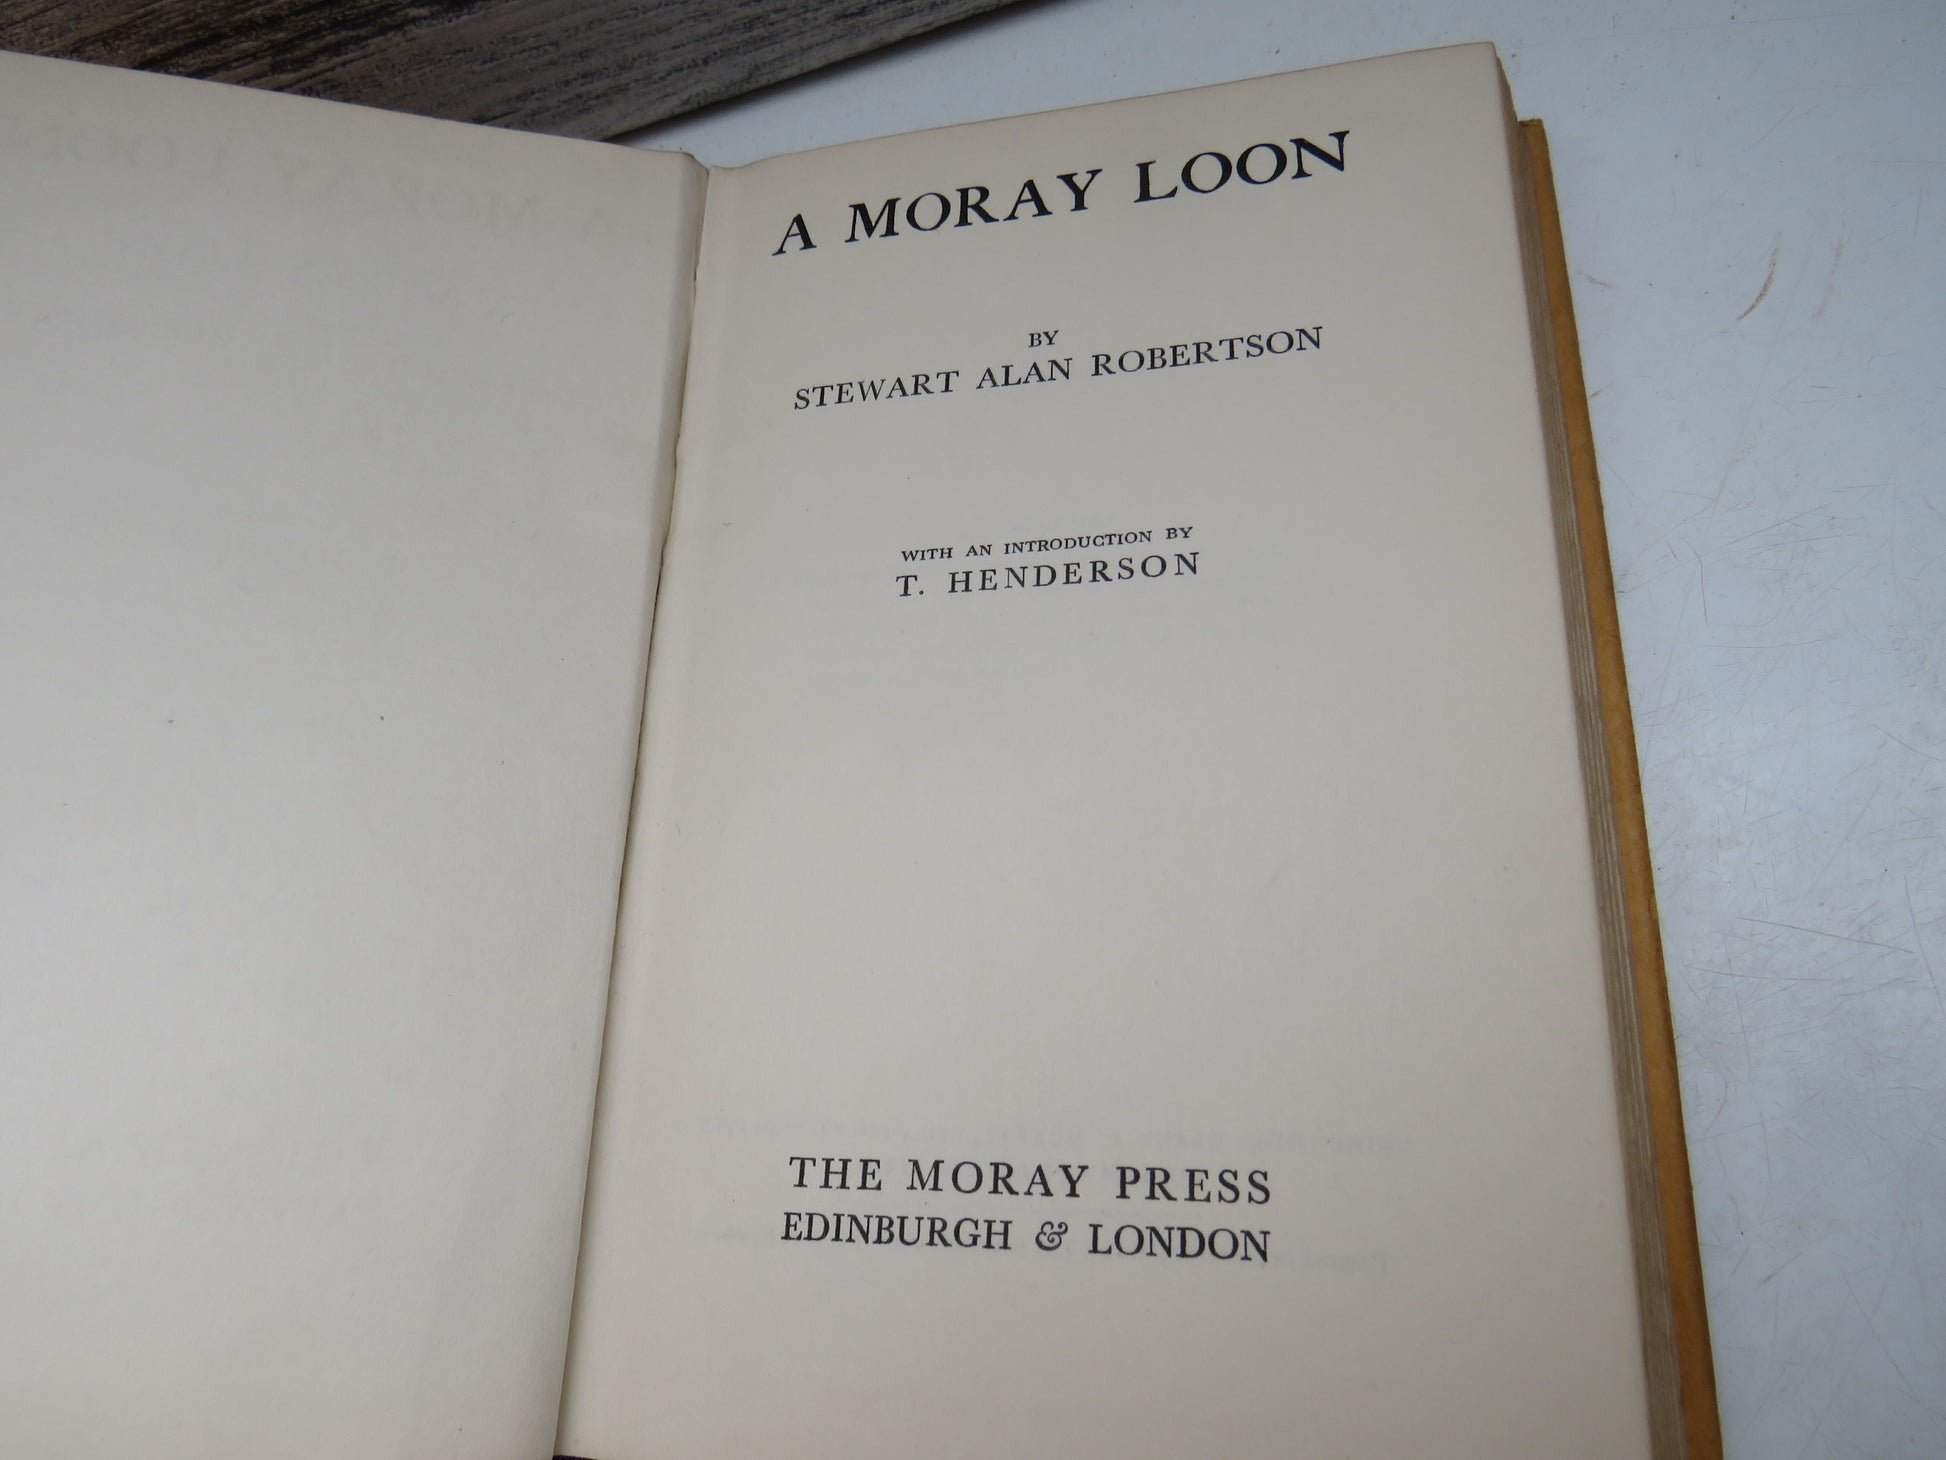 A MORAY LOON
BY
STEWART ALAN ROBERTSON
WITH AN INTRODUCTION BY
T. HENDERSON
THE MORAY PRESS
EDINBURGH & LONDON